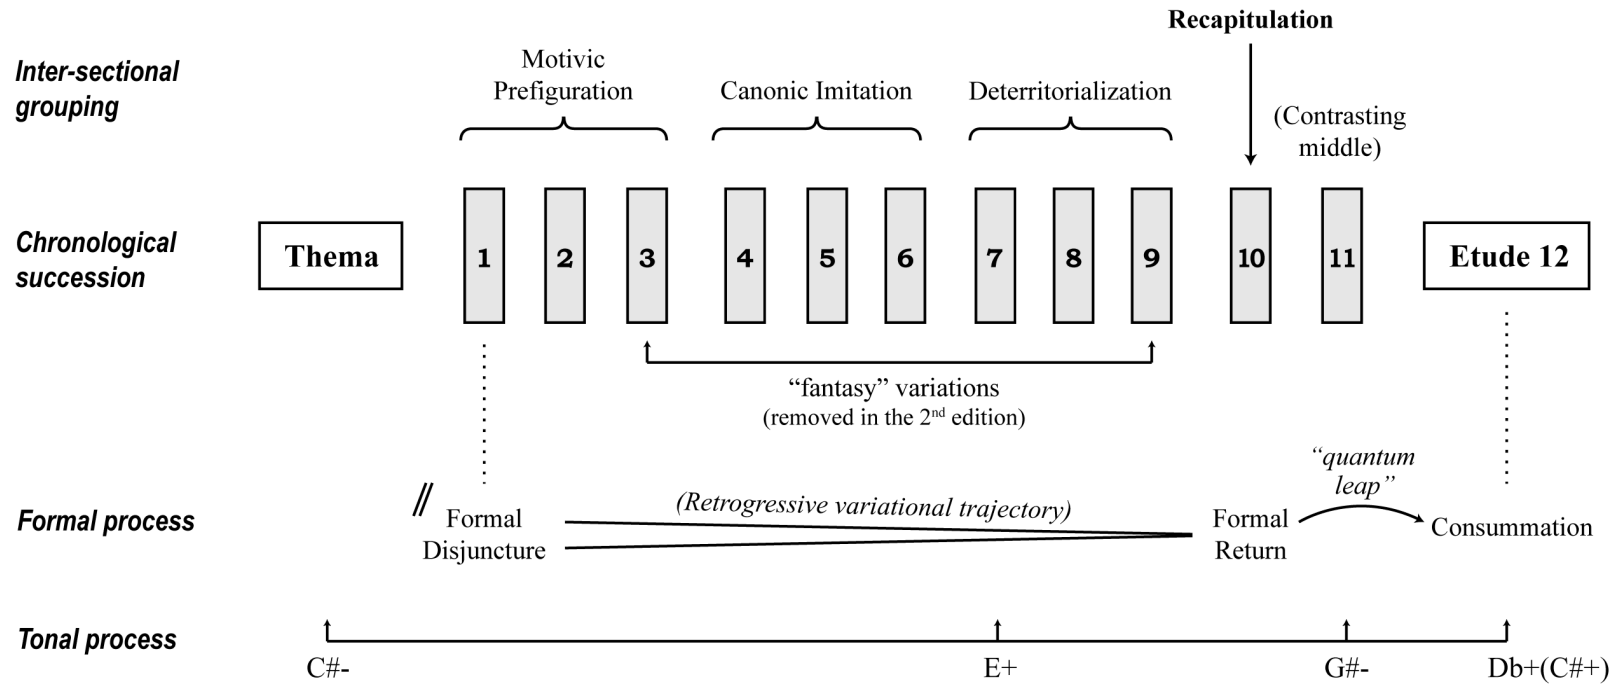 Recapitulation
Inter-sectional
grouping
Motivic
Prefiguration
Canonic Imitation
Deterritorialization
(Contrasting
middle)
Chronological
succession
Thema
1
2
3
4
5
6
7
8
9
10
11
Etude 12
“fantasy” variations
(removed in the 2nd edition)
Formal process
//
Formal
Disjuncture
(Retrogressive variational trajectory)
Formal
Return
“quantum
leap”
Consummation
Tonal process
C#-
E+
G#-
Db+(C#+)